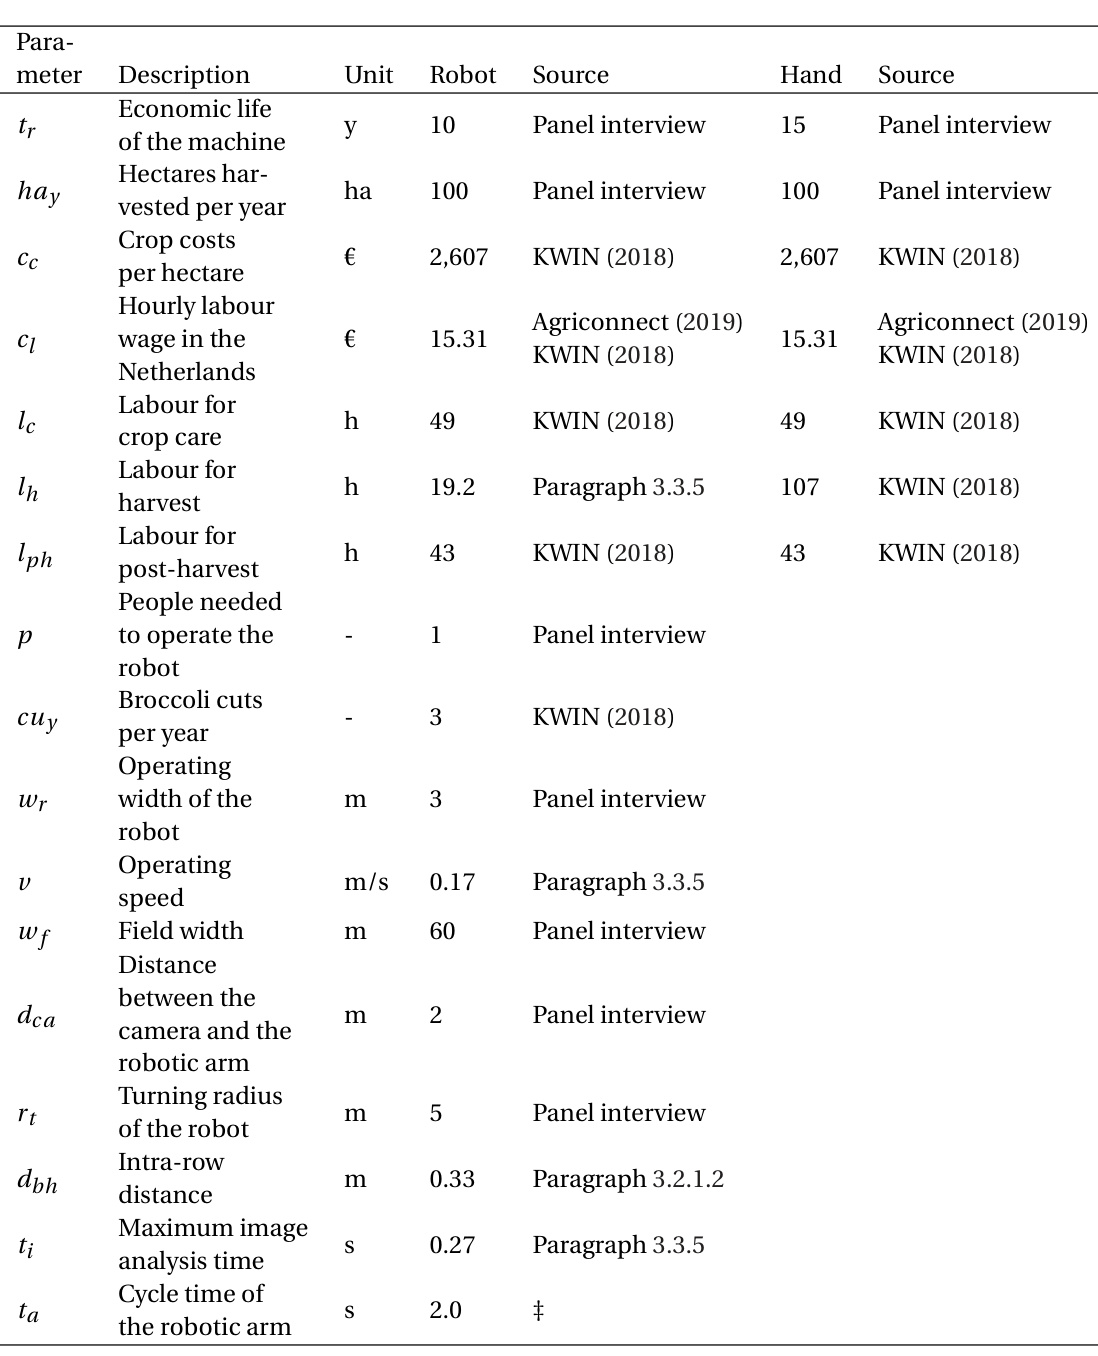 Para-
meter Description Unit Robot Source Hand Source
Economic life
of the machine
t_r y 10 Panel interview 15 Panel interview
Hectares har-
vested per year
ha_y ha 100 Panel interview 100 Panel interview
Crop costs
per hectare
c_c € 2,607 KWIN (2018) 2,607 KWIN (2018)
Hourly labour
wage in the
Netherlands
c_l € 15.31 Agriconnect (2019) KWIN (2018) 15.31 Agriconnect (2019) KWIN (2018)
Labour for
crop care
l_c h 49 KWIN (2018) 49 KWIN (2018)
Labour for
harvest
l_h h 19.2 Paragraph 3.3.5 107 KWIN (2018)
Labour for
post-harvest
l_ph h 43 KWIN (2018) 43 KWIN (2018)
People needed
to operate the
robot
p - 1 Panel interview
Broccoli cuts
per year
cu_y - 3 KWIN (2018)
Operating
width of the
robot
w_r m 3 Panel interview
Operating
speed
v m/s 0.17 Paragraph 3.3.5
w_f Field width m 60 Panel interview
Distance
between the
camera and the
robotic arm
d_ca m 2 Panel interview
Turning radius
of the robot
r_t m 5 Panel interview
Intra-row
distance
d_bh m 0.33 Paragraph 3.2.1.2
Maximum image
analysis time
t_i s 0.27 Paragraph 3.3.5
Cycle time of
the robotic arm
t_a s 2.0 ‡